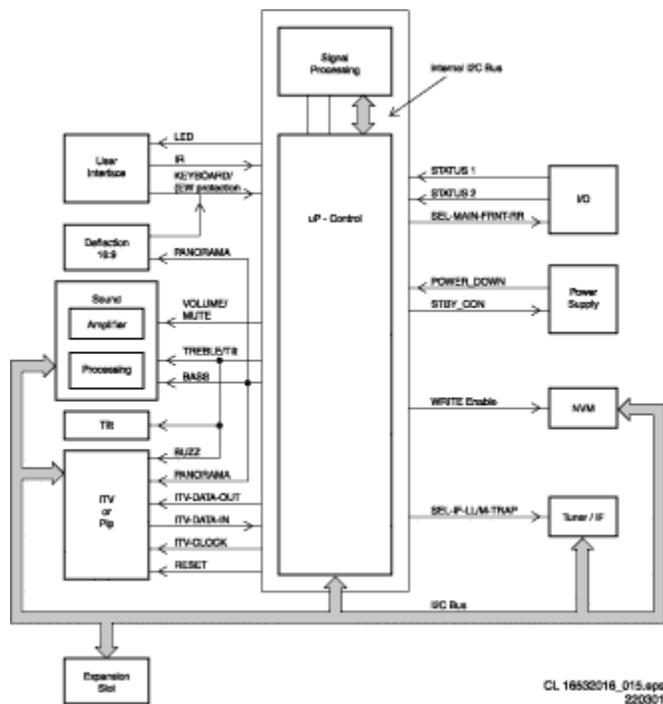 Signal
Processing
Internal I2C Bus
User
Interface
LED
IR
KEYBOARD/
(EW protection
Deflection
16:9
PANORAMA
Sound
Amplifier
Processing
VOLUME/
MUTE
TREBLE/Tilt
BASS
Tilt
ITV
or
Pip
BUZZ
PANORAMA
ITV-DATA-OUT
ITV-DATA-IN
ITV-CLOCK
RESET
uP - Control
STATUS 1
STATUS 2
SEL-MAIN-FRNT-RR
I/O
POWER_DOWN
STBY_CON
Power
Supply
WRITE Enable
NVM
SEL-IF-LL/M-TRAP
Tuner / IF
I2C Bus
Expansion
Slot
CL 16532016_015.eps
220301